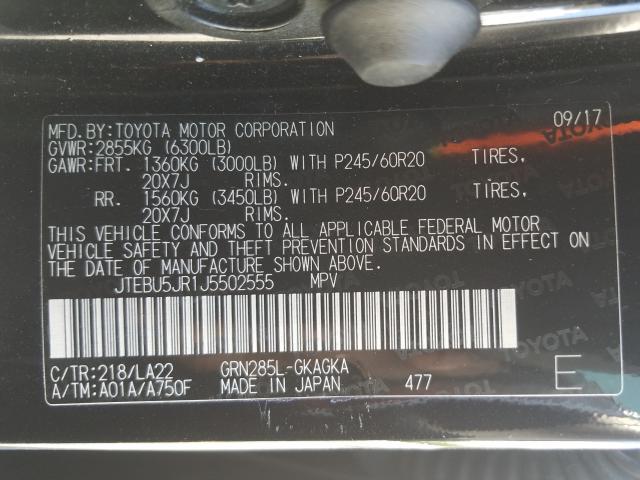 09/17
MFD.BY:TOYOTA MOTOR CORPORATION
GVWR:2855KG (6300LB)
GAWR:FRT. 1360KG (3000LB) WITH P245/60R20 TIRES,
20X7J RIMS.
RR. 1560KG (3450LB) WITH P245/60R20 TIRES,
20X7J RIMS.
THIS VEHICLE CONFORMS TO ALL APPLICABLE FEDERAL MOTOR
VEHICLE SAFETY AND THEFT PREVENTION STANDARDS IN EFFECT ON
THE DATE OF MANUFACTURE SHOWN ABOVE.
JTEBU5JR1J5502555 MPV
C/TR:218/LA22 GRN285L-GKAGKA
A/TM:A01A/A750F MADE IN JAPAN 477 E